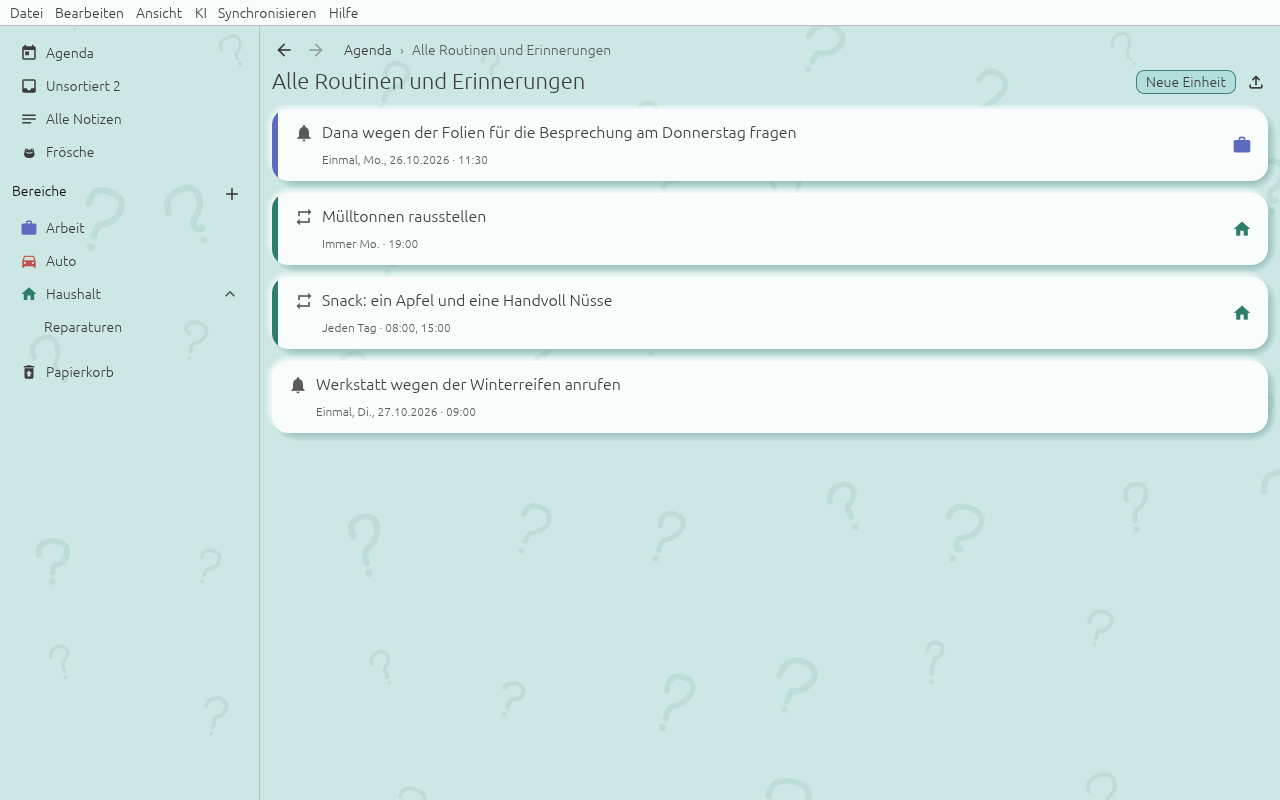 Datei Bearbeiten Ansicht KI Synchronisieren Hilfe
Agenda
Unsortiert 2
Alle Notizen
Frösche
Bereiche
Arbeit
Auto
Haushalt
Reparaturen
Papierkorb
Agenda › Alle Routinen und Erinnerungen
Alle Routinen und Erinnerungen
Neue Einheit
Dana wegen der Folien für die Besprechung am Donnerstag fragen
Einmal, Mo., 26.10.2026 · 11:30
Mülltonnen rausstellen
Immer Mo. · 19:00
Snack: ein Apfel und eine Handvoll Nüsse
Jeden Tag · 08:00, 15:00
Werkstatt wegen der Winterreifen anrufen
Einmal, Di., 27.10.2026 · 09:00